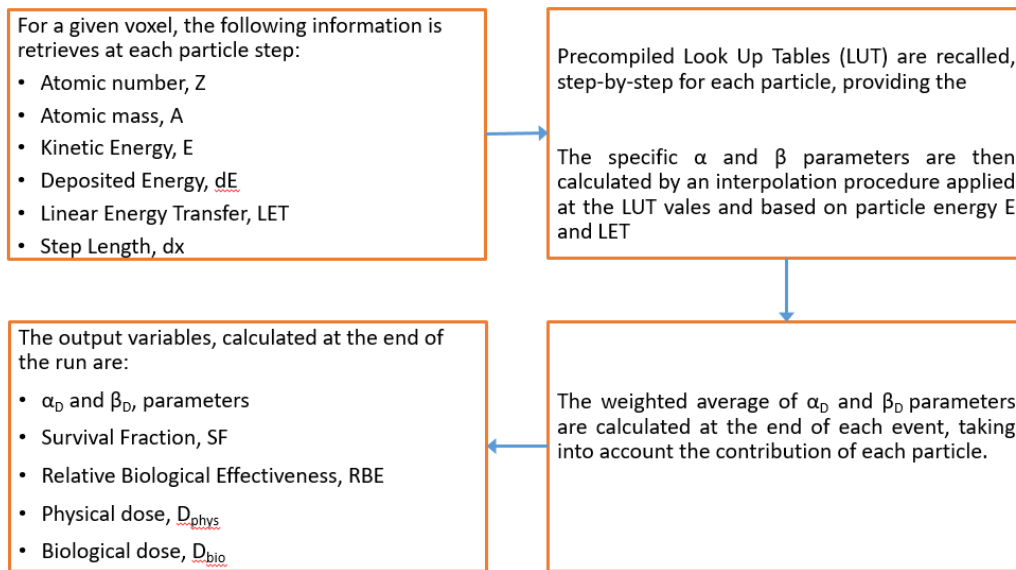 For a given voxel, the following information is
retrieves at each particle step:
• Atomic number, Z
• Atomic mass, A
• Kinetic Energy, E
• Deposited Energy, dE
• Linear Energy Transfer, LET
• Step Length, dx
Precompiled Look Up Tables (LUT) are recalled,
step-by-step for each particle, providing the
The specific α and β parameters are then
calculated by an interpolation procedure applied
at the LUT vales and based on particle energy E
and LET
The weighted average of αD and βD parameters
are calculated at the end of each event, taking
into account the contribution of each particle.
The output variables, calculated at the end of
the run are:
• αD and βD, parameters
• Survival Fraction, SF
• Relative Biological Effectiveness, RBE
• Physical dose, Dphys
• Biological dose, Dbio